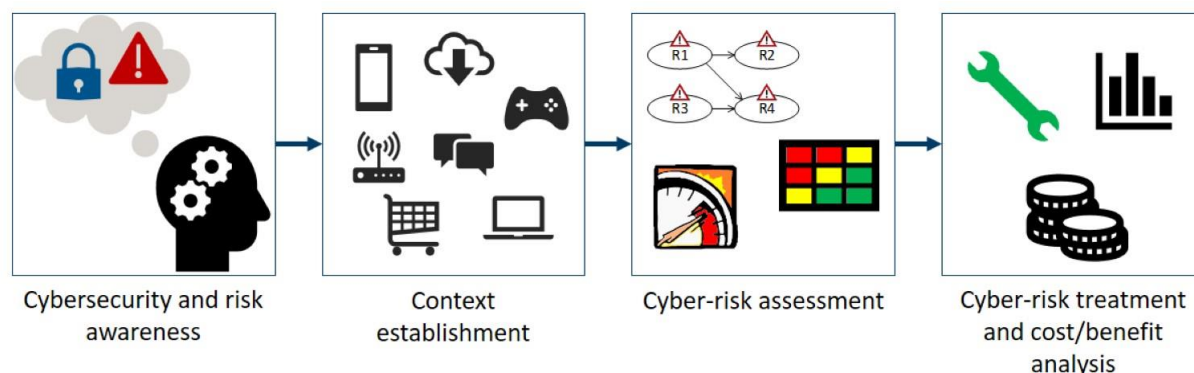 R1
R2
R3
R4
Cybersecurity and risk
awareness
Context
establishment
Cyber-risk assessment
Cyber-risk treatment
and cost/benefit
analysis